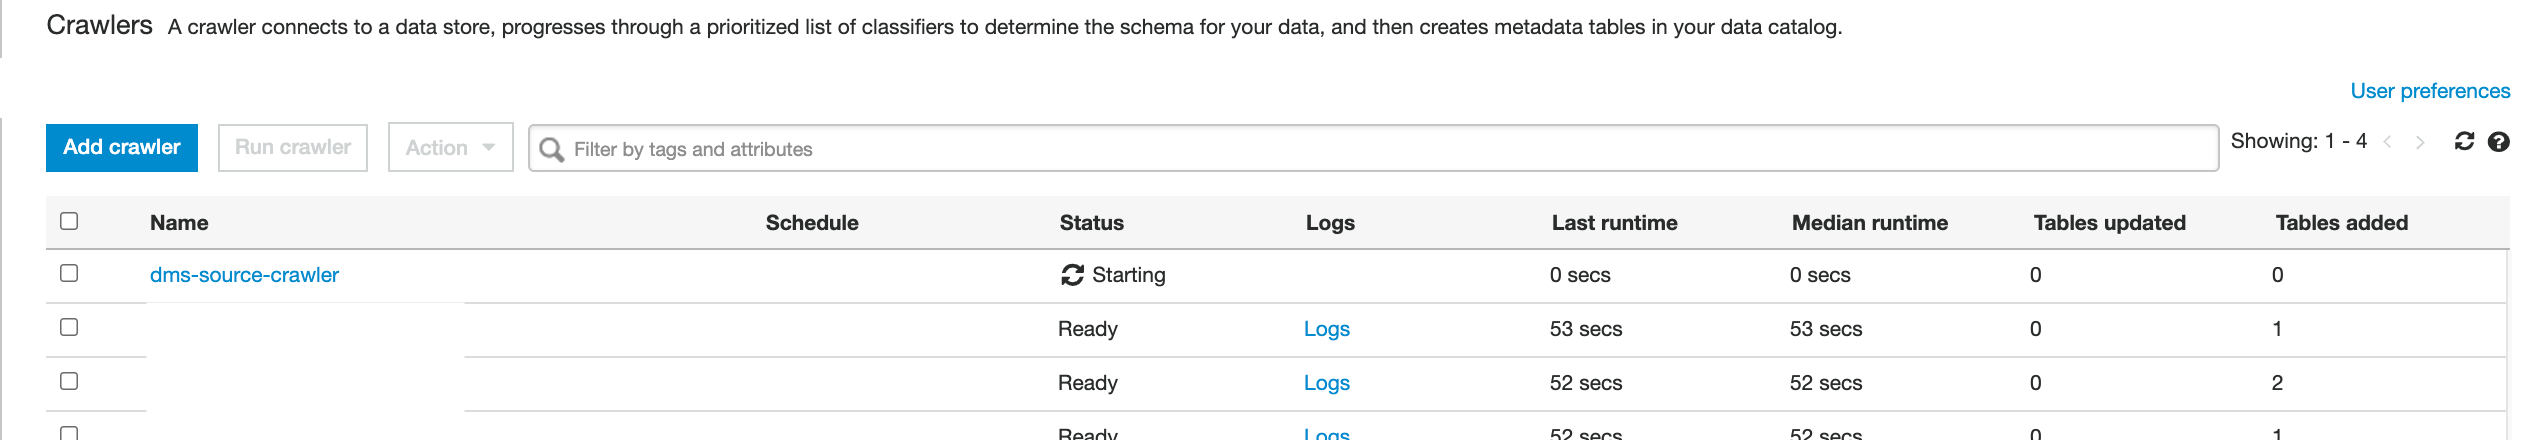 Crawlers A crawler connects to a data store, progresses through a prioritized list of classifiers to determine the schema for your data, and then creates metadata tables in your data catalog.
User preferences
Add crawler Run crawler Action Filter by tags and attributes Showing: 1 - 4
Name Schedule Status Logs Last runtime Median runtime Tables updated Tables added
dms-source-crawler Starting 0 secs 0 secs 0 0
Ready Logs 53 secs 53 secs 0 1
Ready Logs 52 secs 52 secs 0 2
Ready Logs 52 secs 52 secs 0 1